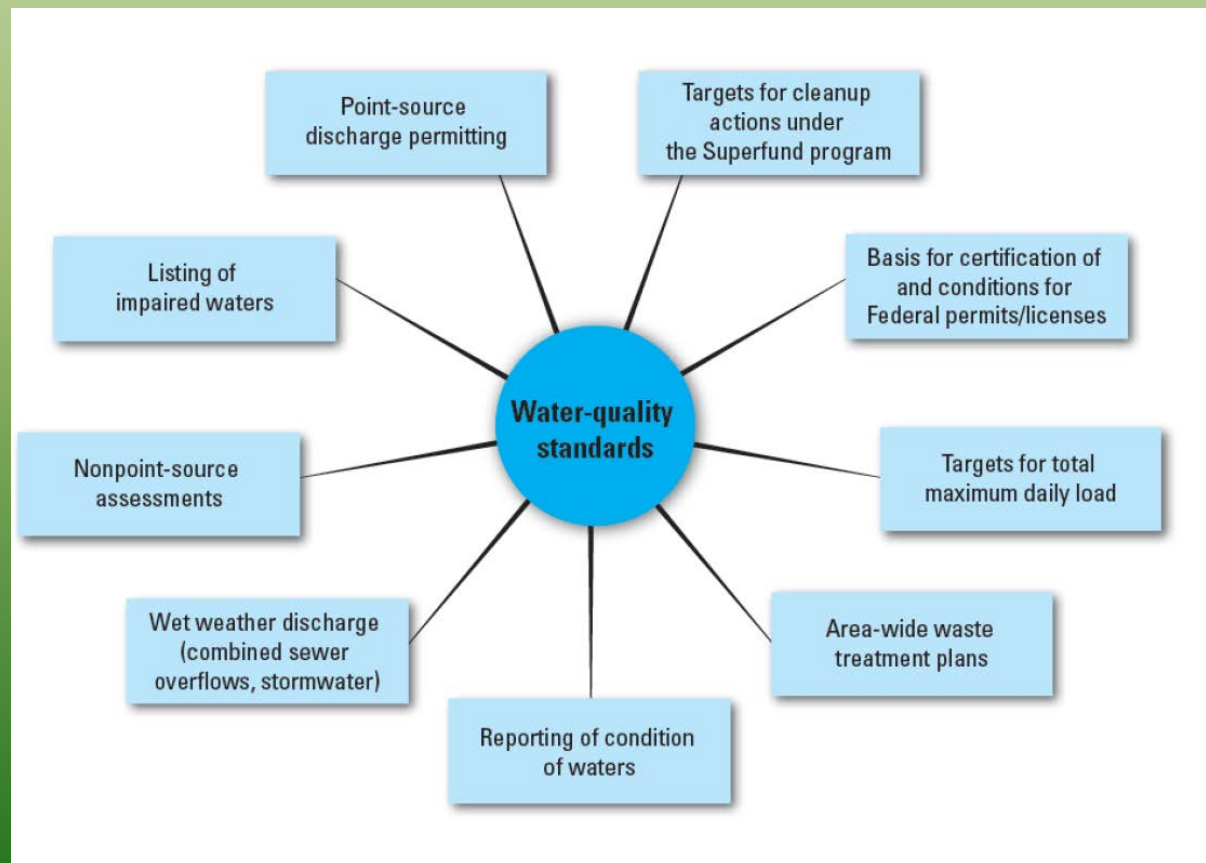 Point-source
discharge permitting
Targets for cleanup
actions under
the Superfund program
Listing of
impaired waters
Basis for certification of
and conditions for
Federal permits/licenses
Water-quality
standards
Nonpoint-source
assessments
Targets for total
maximum daily load
Wet weather discharge
(combined sewer
overflows, stormwater)
Area-wide waste
treatment plans
Reporting of condition
of waters